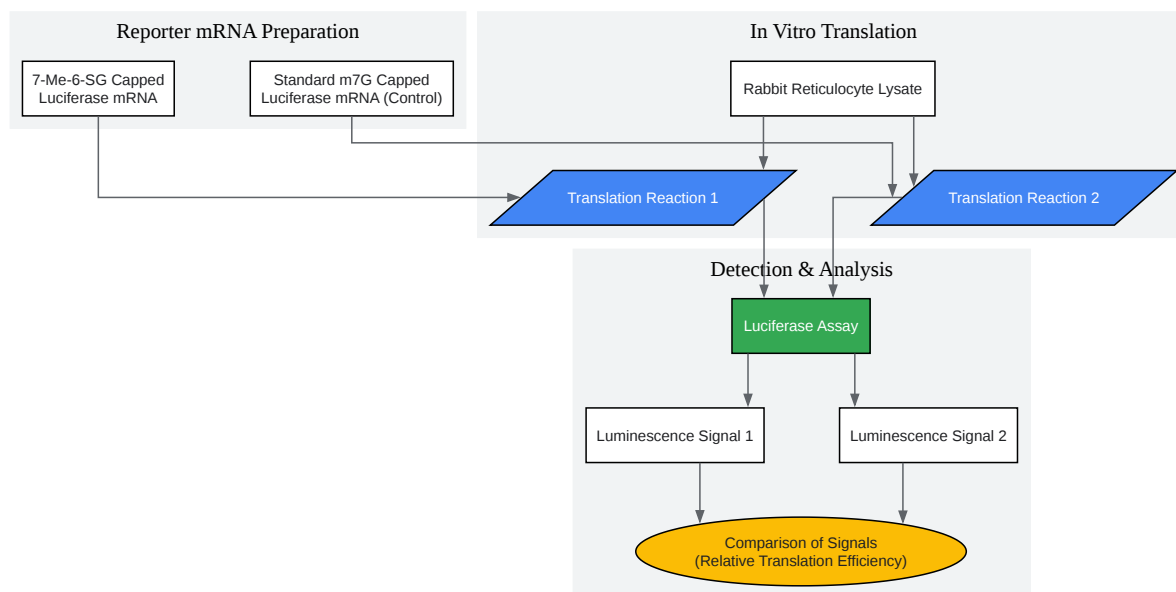 Reporter mRNA Preparation
In Vitro Translation
7-Me-6-SG Capped
Luciferase mRNA
Standard m7G Capped
Luciferase mRNA (Control)
Rabbit Reticulocyte Lysate
Translation Reaction 1
Translation Reaction 2
Detection & Analysis
Luciferase Assay
Luminescence Signal 1
Luminescence Signal 2
Comparison of Signals
(Relative Translation Efficiency)